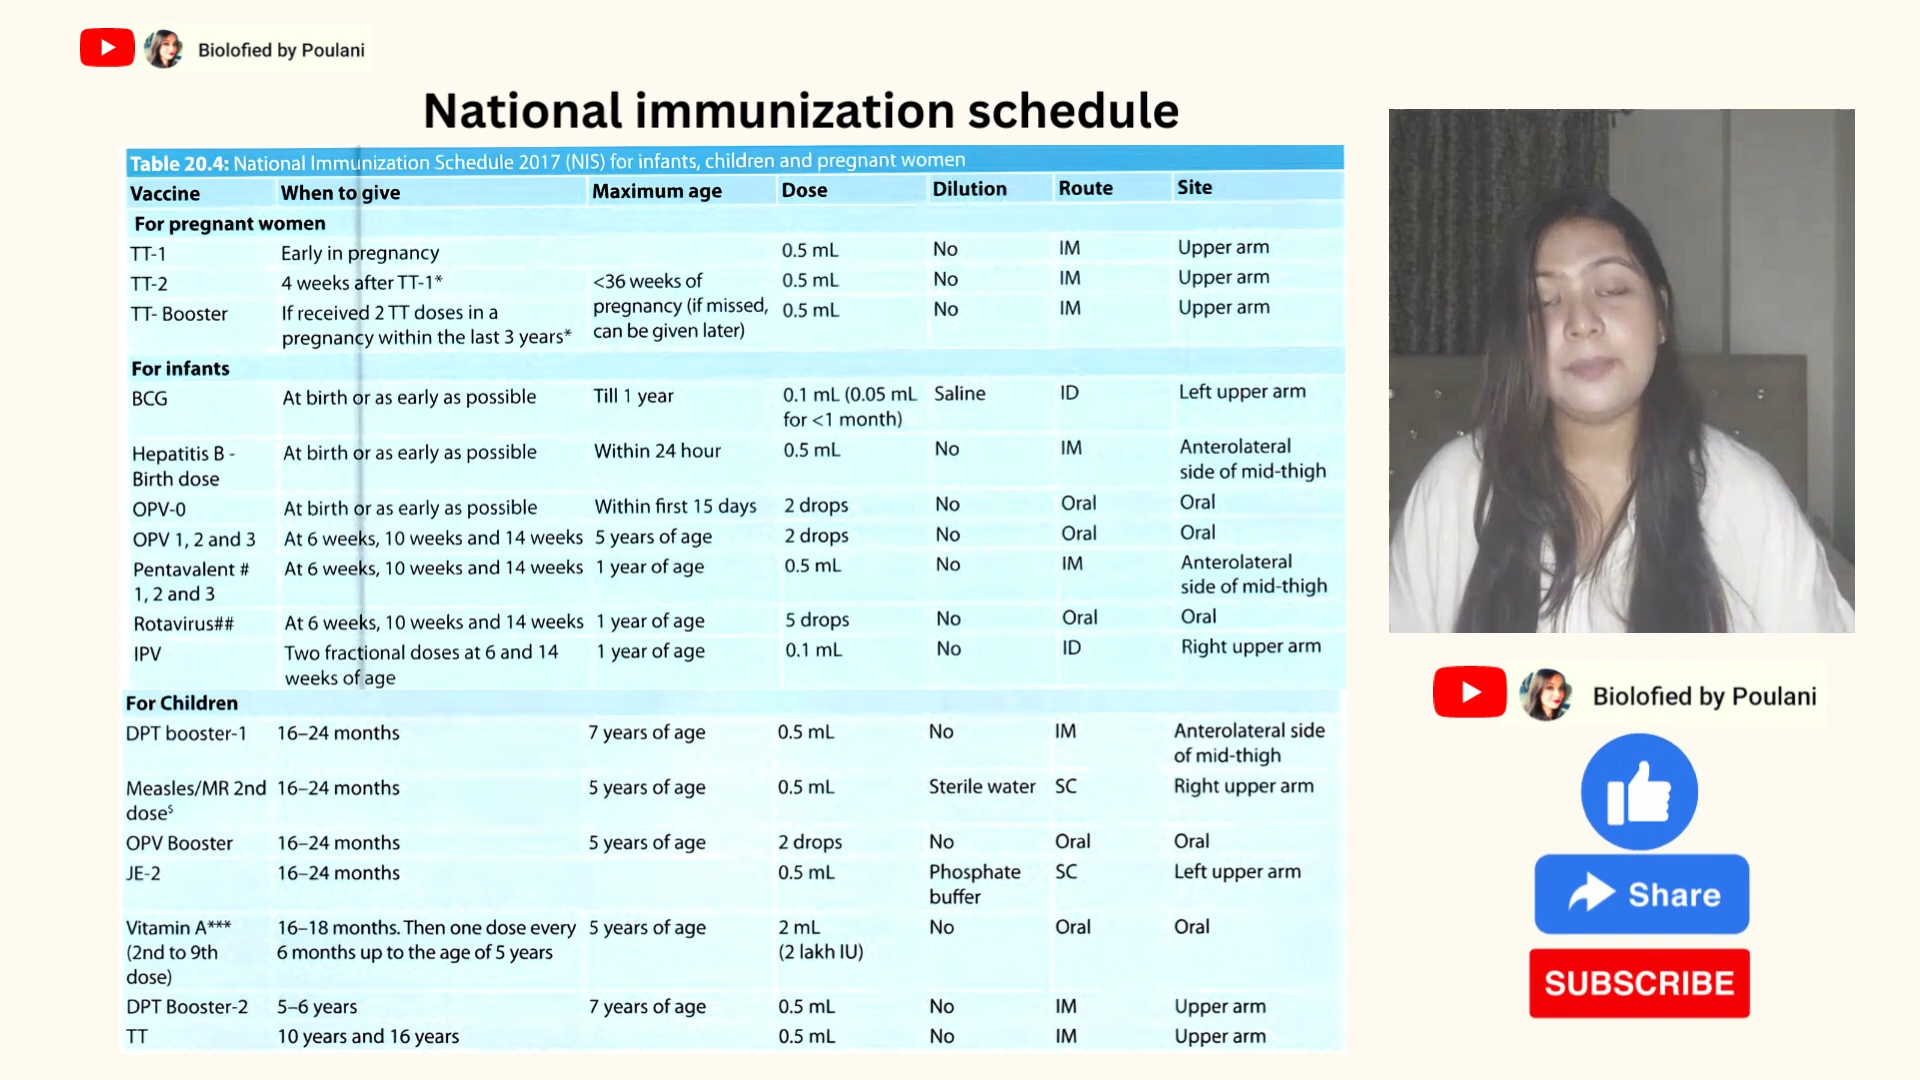 Biolofied by Poulani
National immunization schedule
Table 20.4: National Immunization Schedule 2017 (NIS) for infants, children and pregnant women
Vaccine When to give Maximum age Dose Dilution Route Site
For pregnant women
TT-1 Early in pregnancy 0.5 mL No IM Upper arm
TT-2 4 weeks after TT-1* <36 weeks of 0.5 mL No IM Upper arm
TT- Booster If received 2 TT doses in a pregnancy (if missed, 0.5 mL No IM Upper arm
pregnancy within the last 3 years* can be given later)
For infants
BCG At birth or as early as possible Till 1 year 0.1 mL (0.05 mL Saline ID Left upper arm
for <1 month)
Hepatitis B - At birth or as early as possible Within 24 hour 0.5 mL No IM Anterolateral
Birth dose side of mid-thigh
OPV-0 At birth or as early as possible Within first 15 days 2 drops No Oral Oral
OPV 1, 2 and 3 At 6 weeks, 10 weeks and 14 weeks 5 years of age 2 drops No Oral Oral
Pentavalent # At 6 weeks, 10 weeks and 14 weeks 1 year of age 0.5 mL No IM Anterolateral
1, 2 and 3 side of mid-thigh
Rotavirus## At 6 weeks, 10 weeks and 14 weeks 1 year of age 5 drops No Oral Oral
IPV Two fractional doses at 6 and 14 1 year of age 0.1 mL No ID Right upper arm
weeks of age
For Children
DPT booster-1 16–24 months 7 years of age 0.5 mL No IM Anterolateral side
of mid-thigh
Measles/MR 2nd 16–24 months 5 years of age 0.5 mL Sterile water SC Right upper arm
dose$
OPV Booster 16–24 months 5 years of age 2 drops No Oral Oral
JE-2 16–24 months 0.5 mL Phosphate SC Left upper arm
buffer
Vitamin A*** 16–18 months. Then one dose every 5 years of age 2 mL No Oral Oral
(2nd to 9th 6 months up to the age of 5 years (2 lakh IU)
dose)
DPT Booster-2 5–6 years 7 years of age 0.5 mL No IM Upper arm
TT 10 years and 16 years 0.5 mL No IM Upper arm
Biolofied by Poulani
Share
SUBSCRIBE